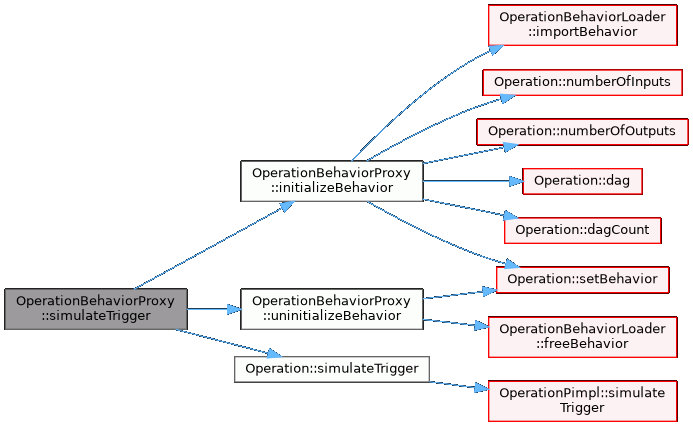 OperationBehaviorLoader
::importBehavior
Operation::numberOfInputs
Operation::numberOfOutputs
OperationBehaviorProxy
::initializeBehavior
Operation::dag
Operation::dagCount
Operation::setBehavior
OperationBehaviorProxy
::simulateTrigger
OperationBehaviorProxy
::uninitializeBehavior
OperationBehaviorLoader
::freeBehavior
Operation::simulateTrigger
OperationPimpl::simulate
Trigger